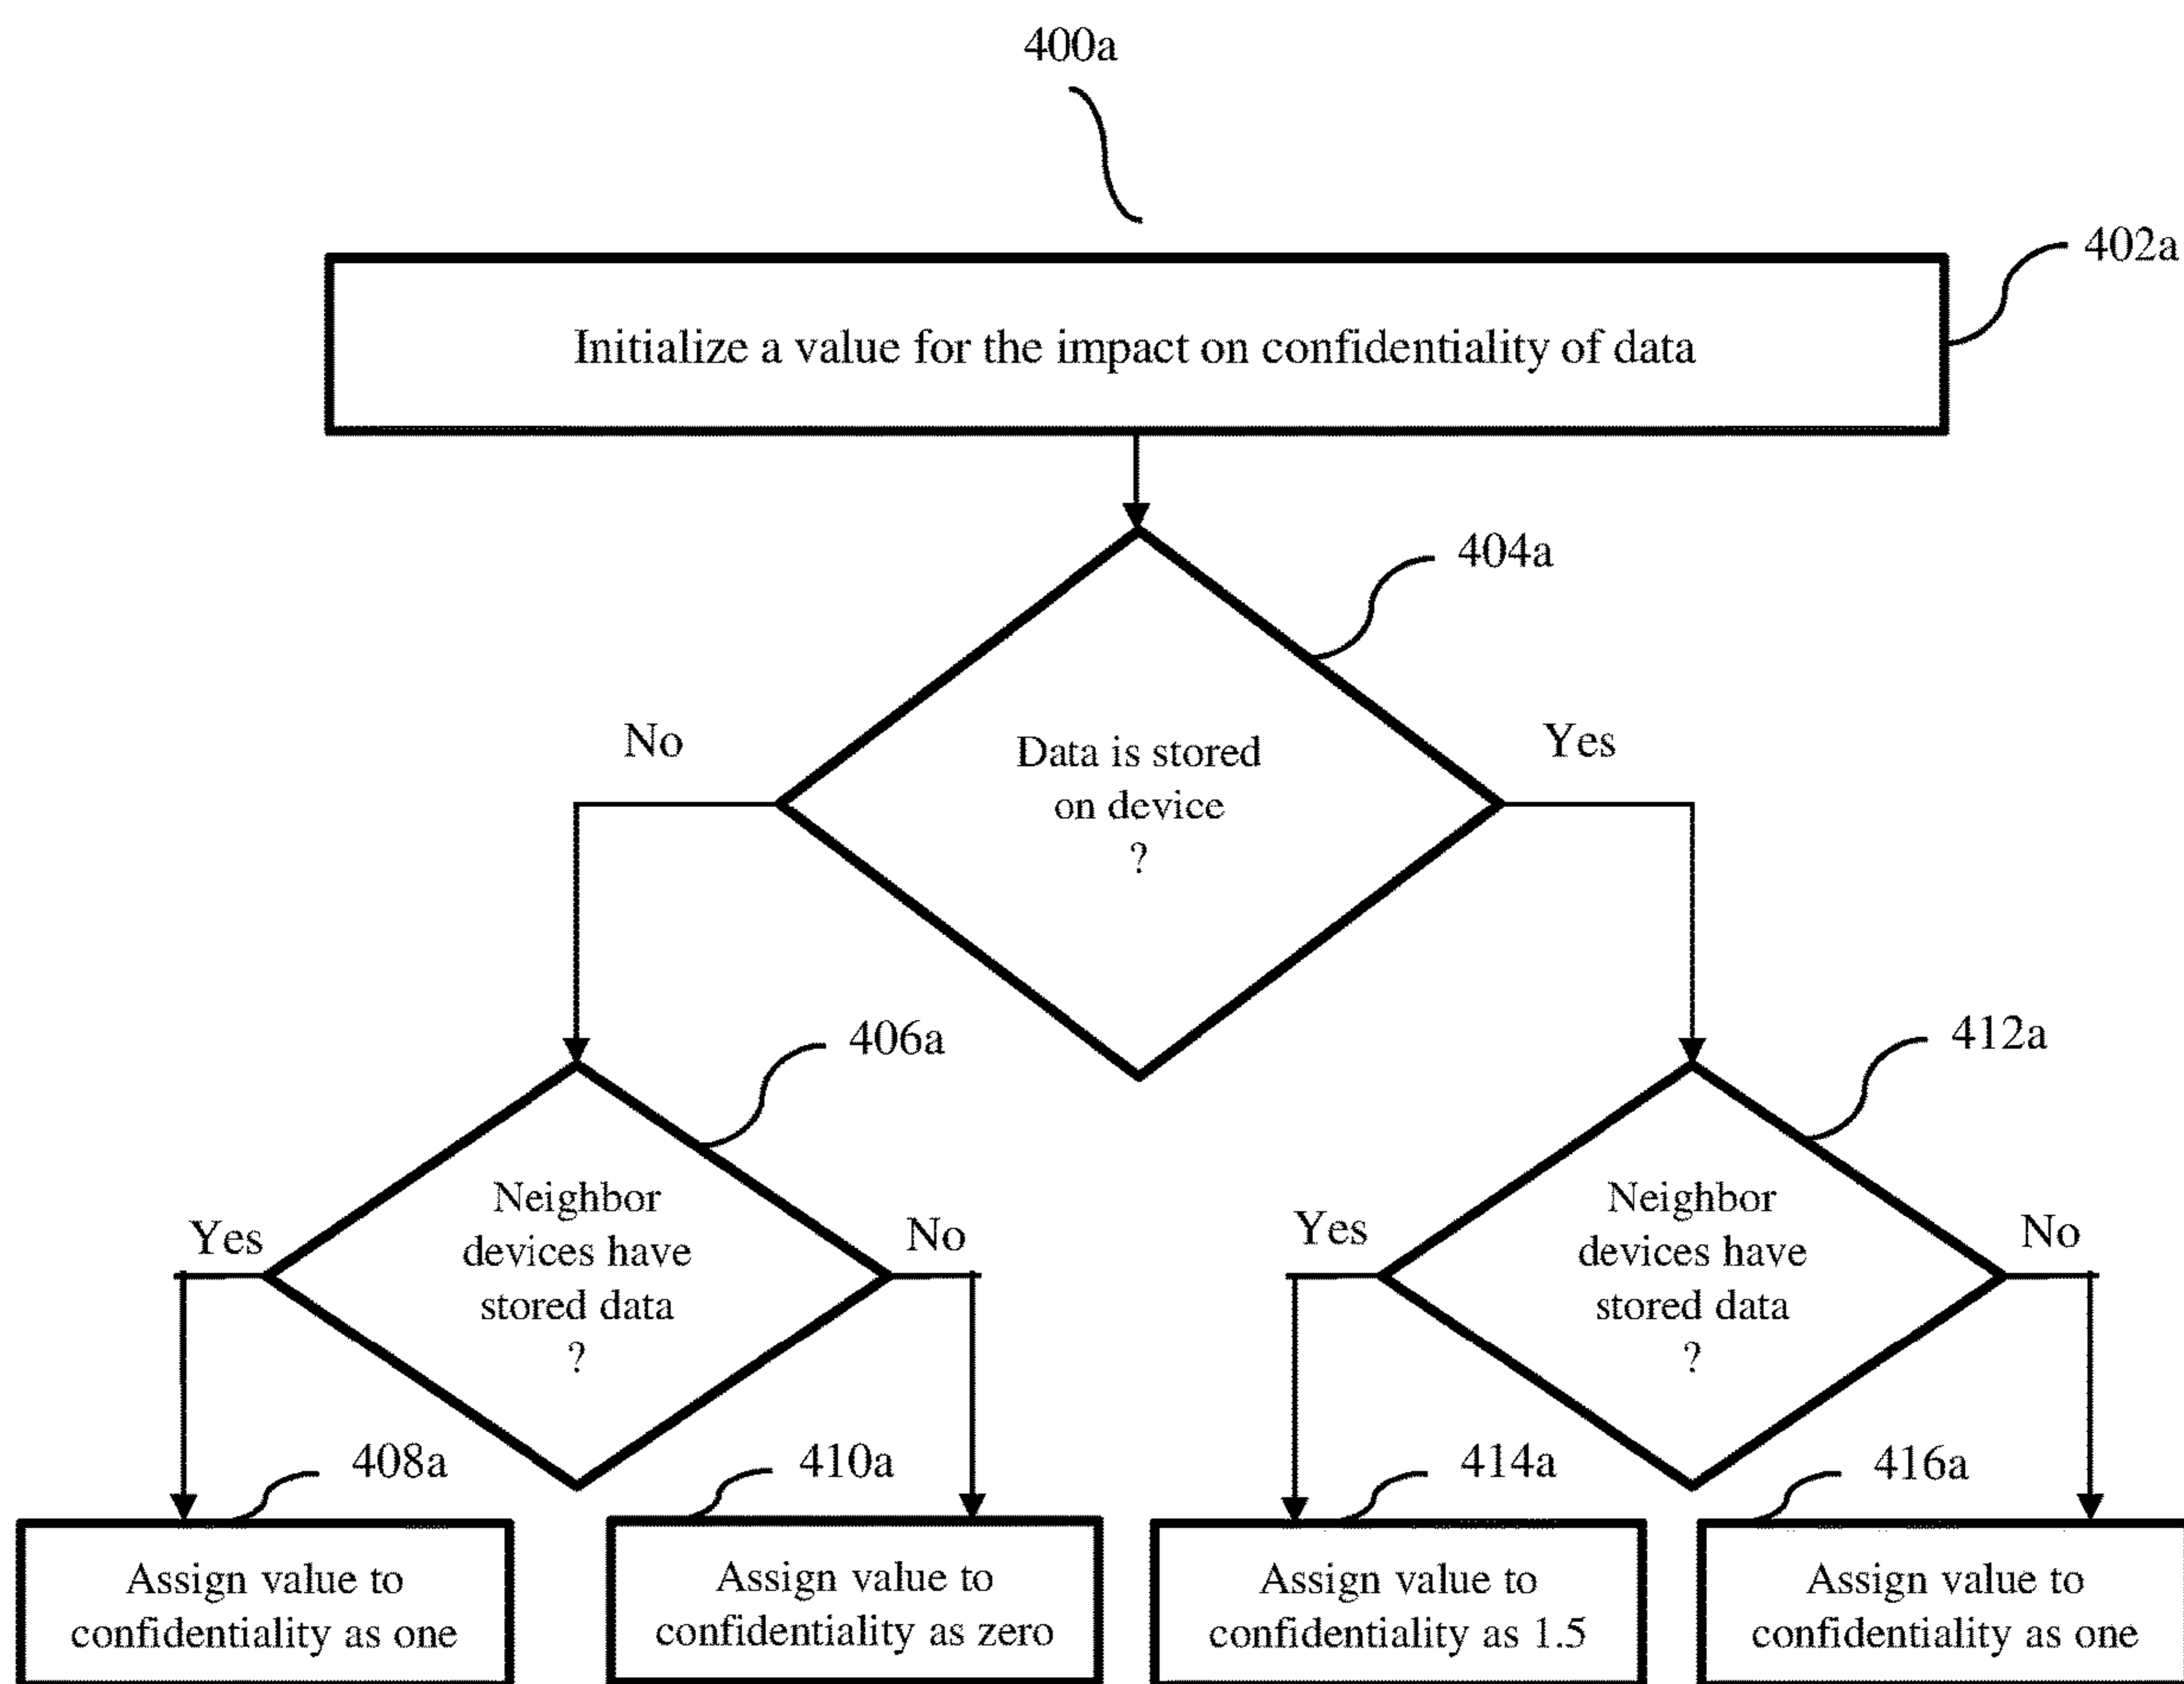 400a
402a
Initialize a value for the impact on confidentiality of data
404a
No
Yes
Data is stored
on device
?
406a
412a
Neighbor
devices have
stored data
?
Yes
No
Neighbor
devices have
stored data
?
Yes
No
408a
410a
414a
416a
Assign value to
confidentiality as one
Assign value to
confidentiality as zero
Assign value to
confidentiality as 1.5
Assign value to
confidentiality as one